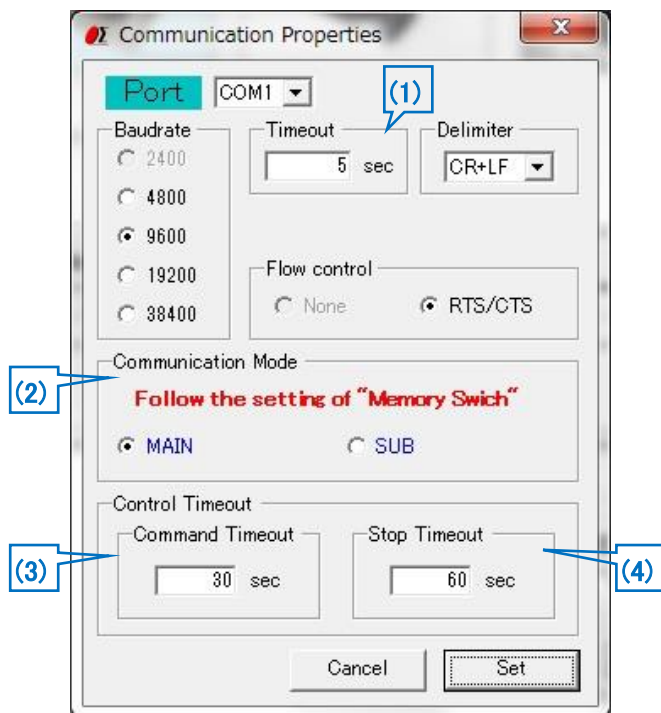 Communication Properties
Port COM1
(1)
Baudrate
2400
4800
9600
19200
38400
Timeout
5 sec
Delimiter
CR+LF
Flow control
None RTS/CTS
(2)
Communication Mode
Follow the setting of "Memory Swich"
MAIN SUB
Control Timeout
(3)
Command Timeout
30 sec
Stop Timeout
60 sec
(4)
Cancel Set